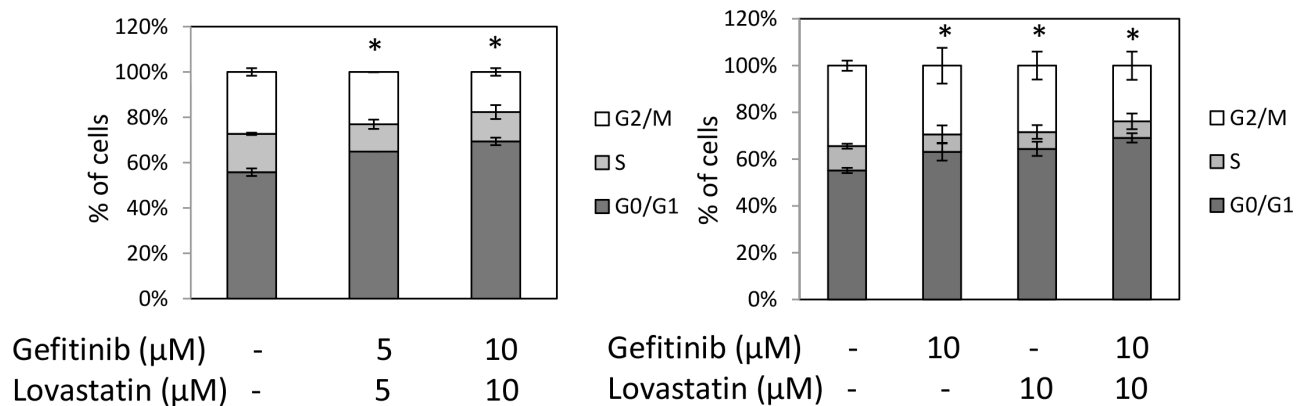 120%
*
*
100%
80%
60%
40%
20%
0%
% of cells
G2/M
S
G0/G1
Gefitinib (μM) - 5 10
Lovastatin (μM) - 5 10
120%
*
*
*
100%
80%
60%
40%
20%
0%
% of cells
G2/M
S
G0/G1
Gefitinib (μM) - 10 - 10
Lovastatin (μM) - - 10 10